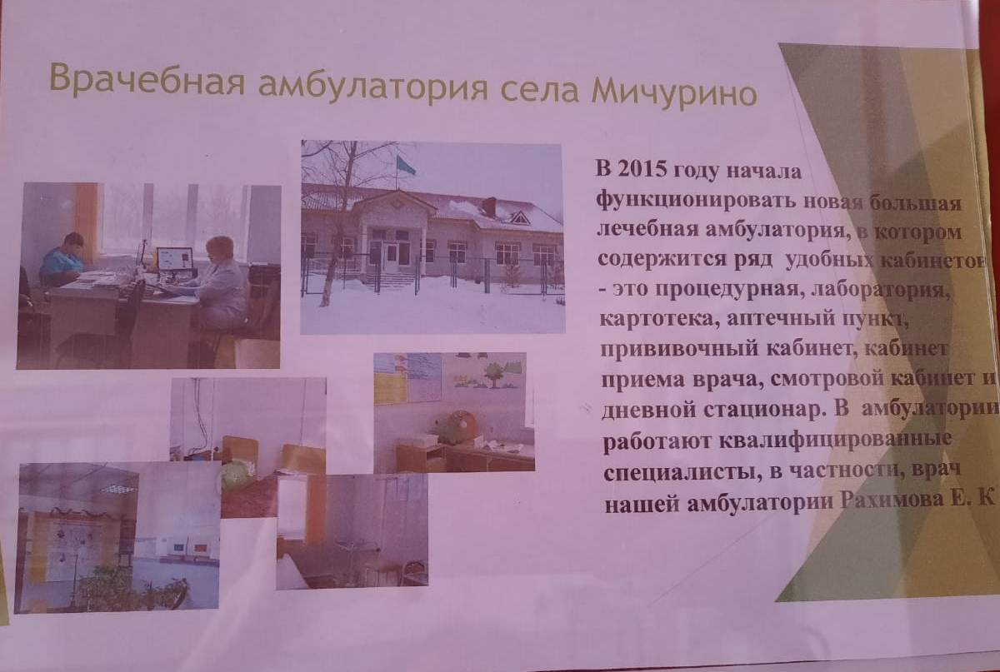 Врачебная амбулатория села Мичурино
В 2015 году начала
функционировать новая большая
лечебная амбулатория, в котором
содержится ряд удобных кабинетов
- это процедурная, лаборатория,
картотека, аптечный пункт,
прививочный кабинет, кабинет
приема врача, смотровой кабинет и
дневной стационар. В амбулатории
работают квалифицированные
специалисты, в частности, врач
нашей амбулатории Рахимова Е. К